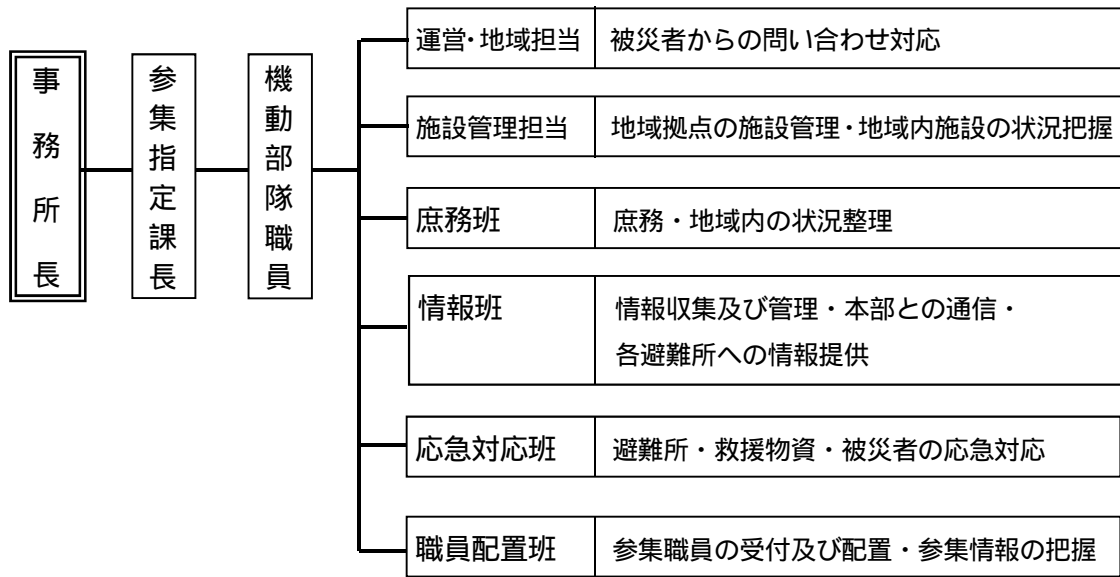 事務所長
参集指定課長
機動部隊職員
運営・地域担当
被災者からの問い合わせ対応
施設管理担当
地域拠点の施設管理・地域内施設の状況把握
庶務班
庶務・地域内の状況整理
情報班
情報収集及び管理・本部との通信・
各避難所への情報提供
応急対応班
避難所・救援物資・被災者の応急対応
職員配置班
参集職員の受付及び配置・参集情報の把握